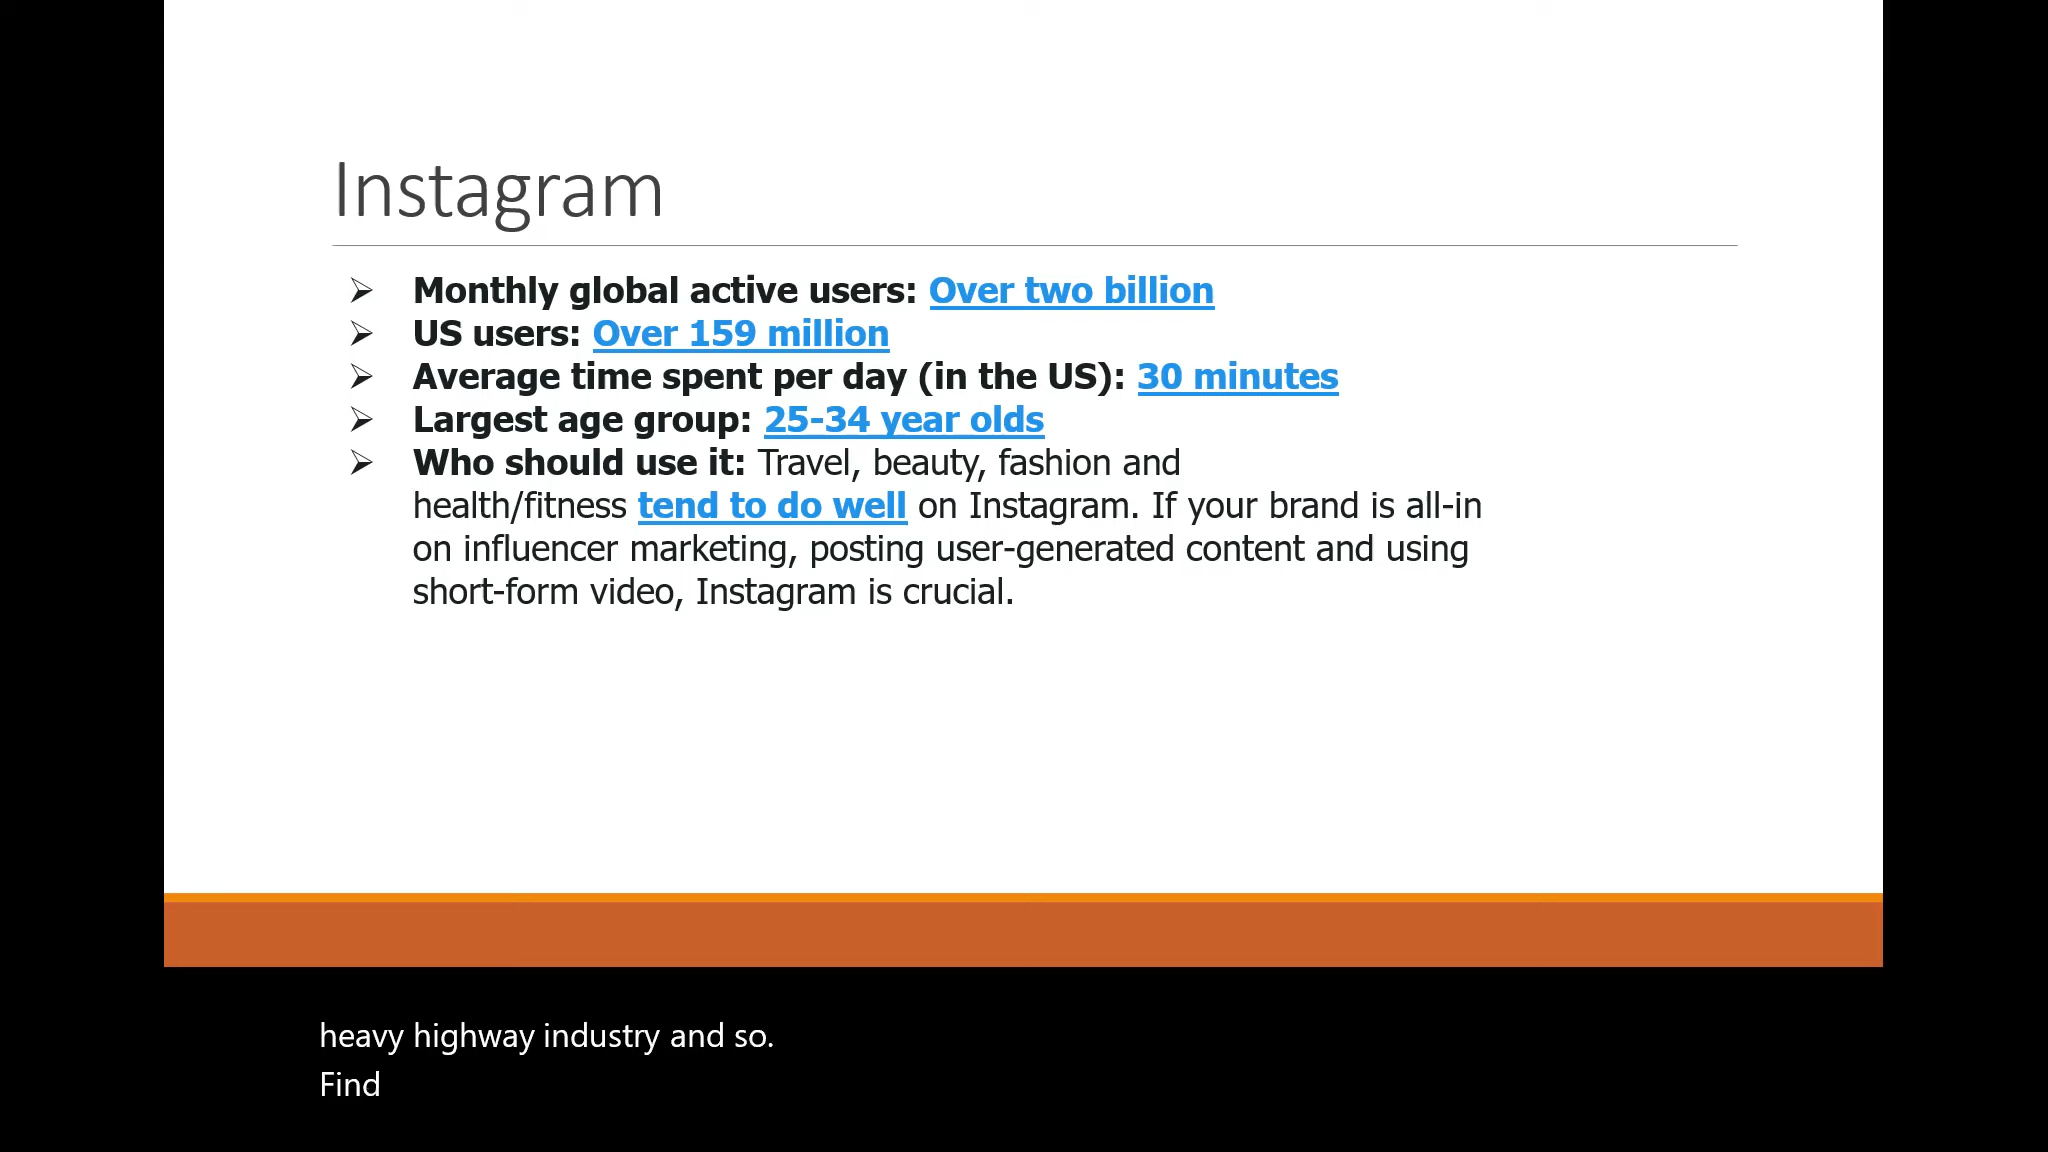 Instagram
➢ Monthly global active users: Over two billion
➢ US users: Over 159 million
➢ Average time spent per day (in the US): 30 minutes
➢ Largest age group: 25-34 year olds
➢ Who should use it: Travel, beauty, fashion and
health/fitness tend to do well on Instagram. If your brand is all-in
on influencer marketing, posting user-generated content and using
short-form video, Instagram is crucial.
heavy highway industry and so.
Find